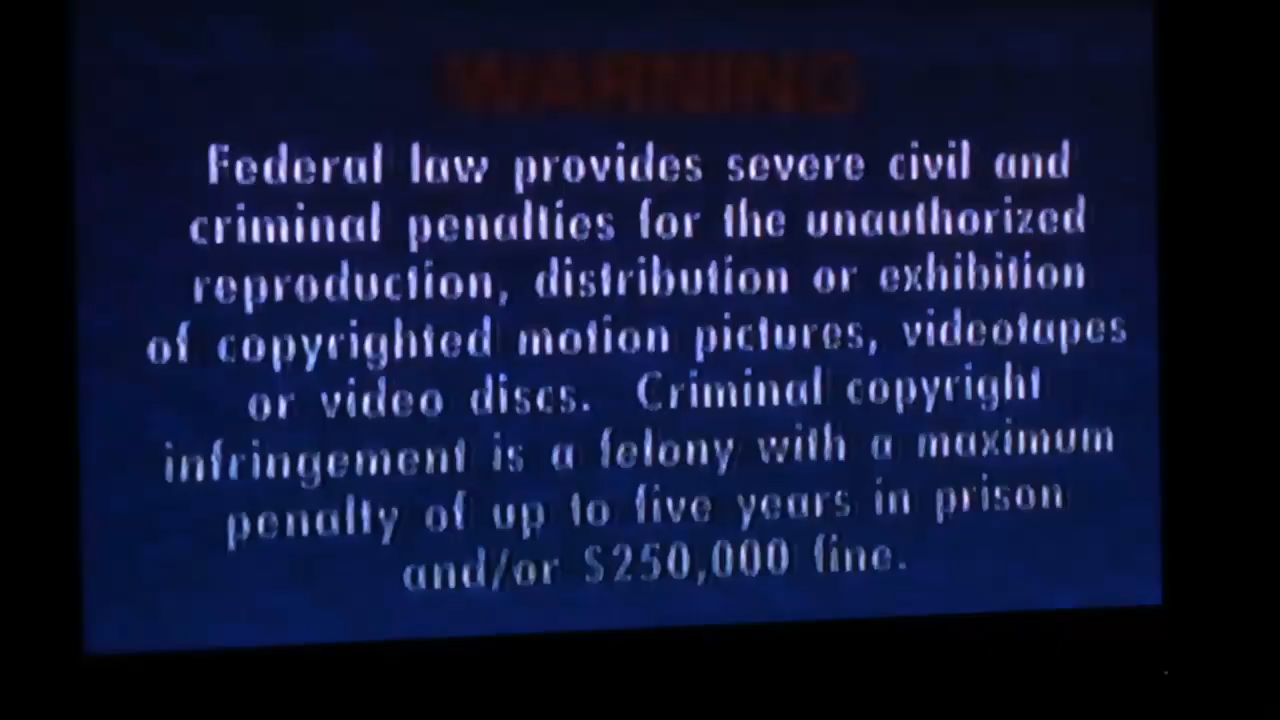 WARNING
Federal law provides severe civil and
criminal penalties for the unauthorized
reproduction, distribution or exhibition
of copyrighted motion pictures, videotapes
or video discs. Criminal copyright
infringement is a felony with a maximum
penalty of up to five years in prison
and/or $250,000 fine.